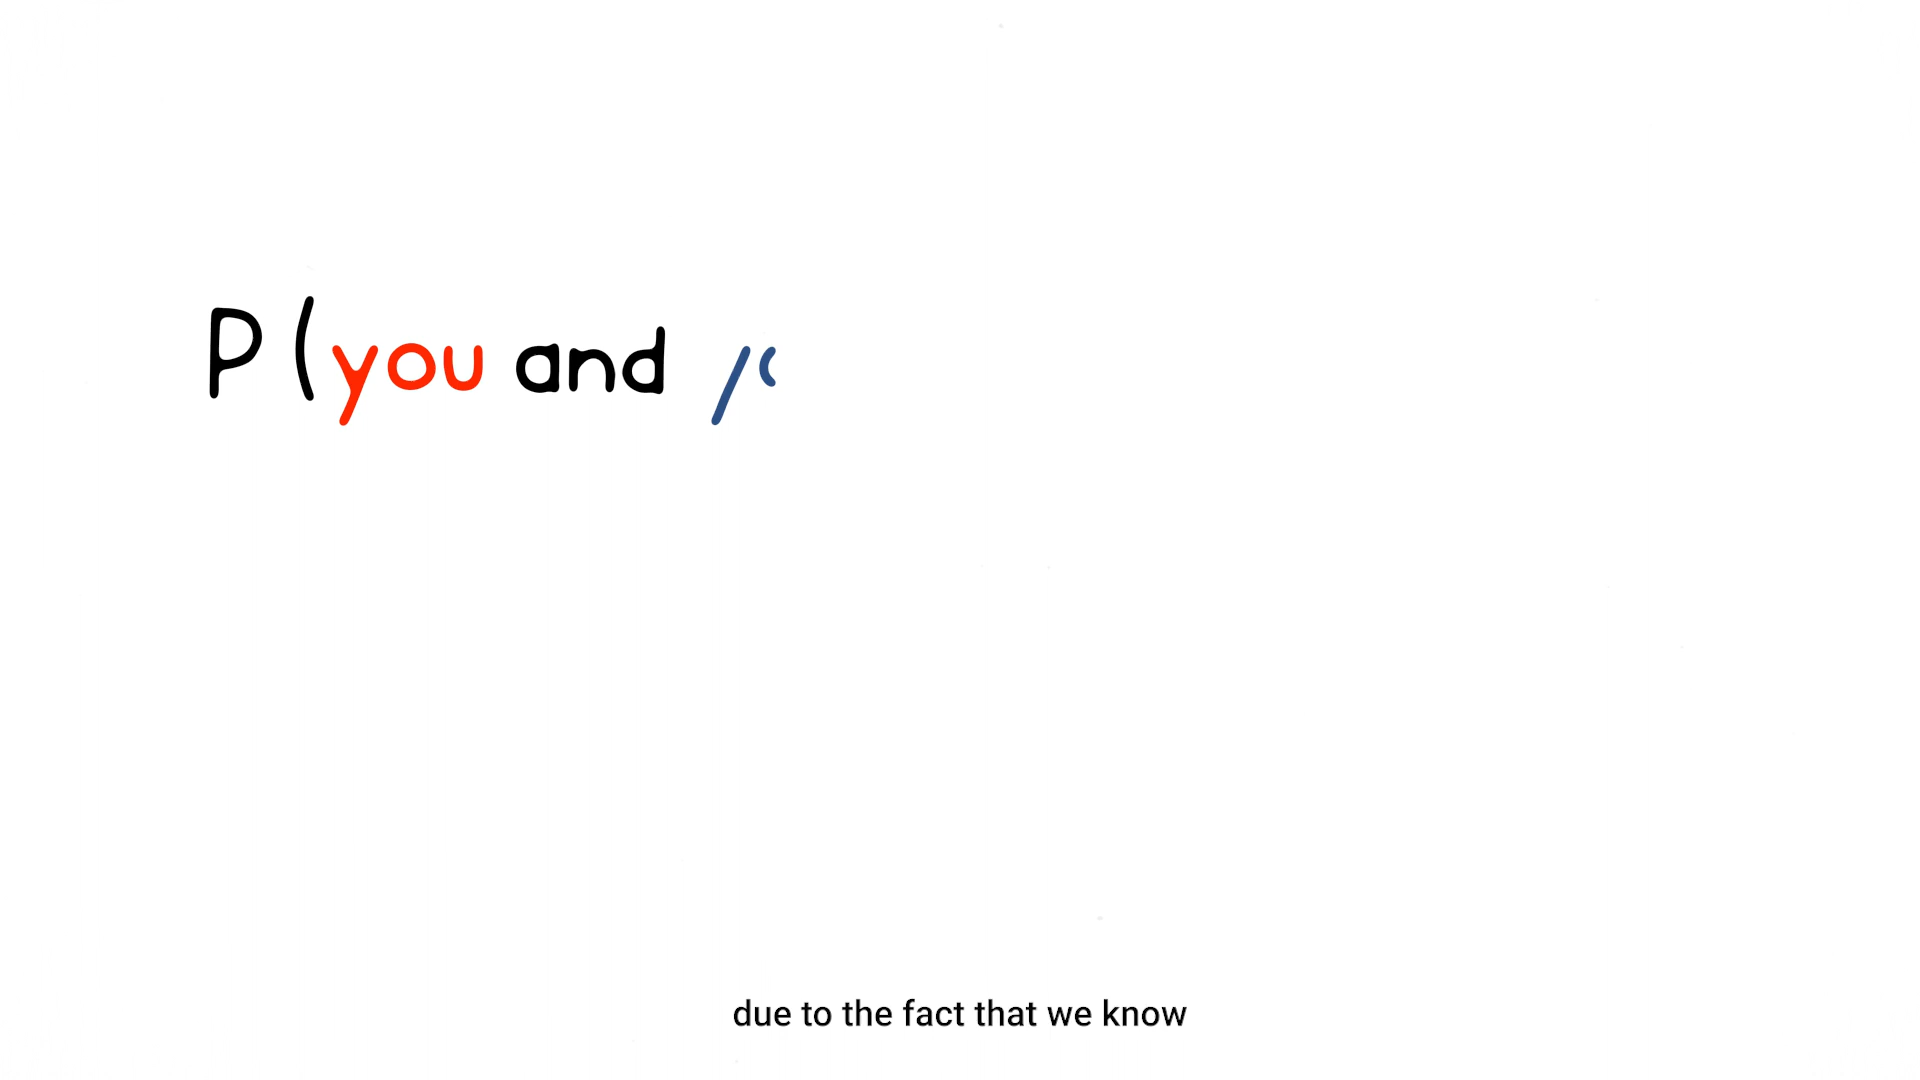 P (you and
due to the fact that we know